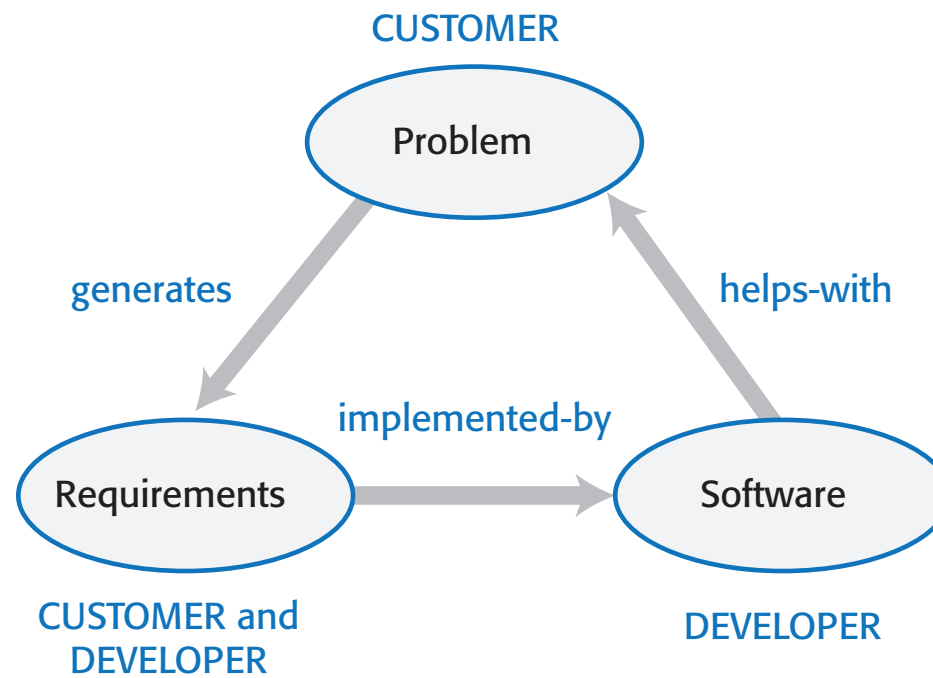 CUSTOMER
Problem
generates
helps-with
implemented-by
Requirements
Software
CUSTOMER and
DEVELOPER
DEVELOPER